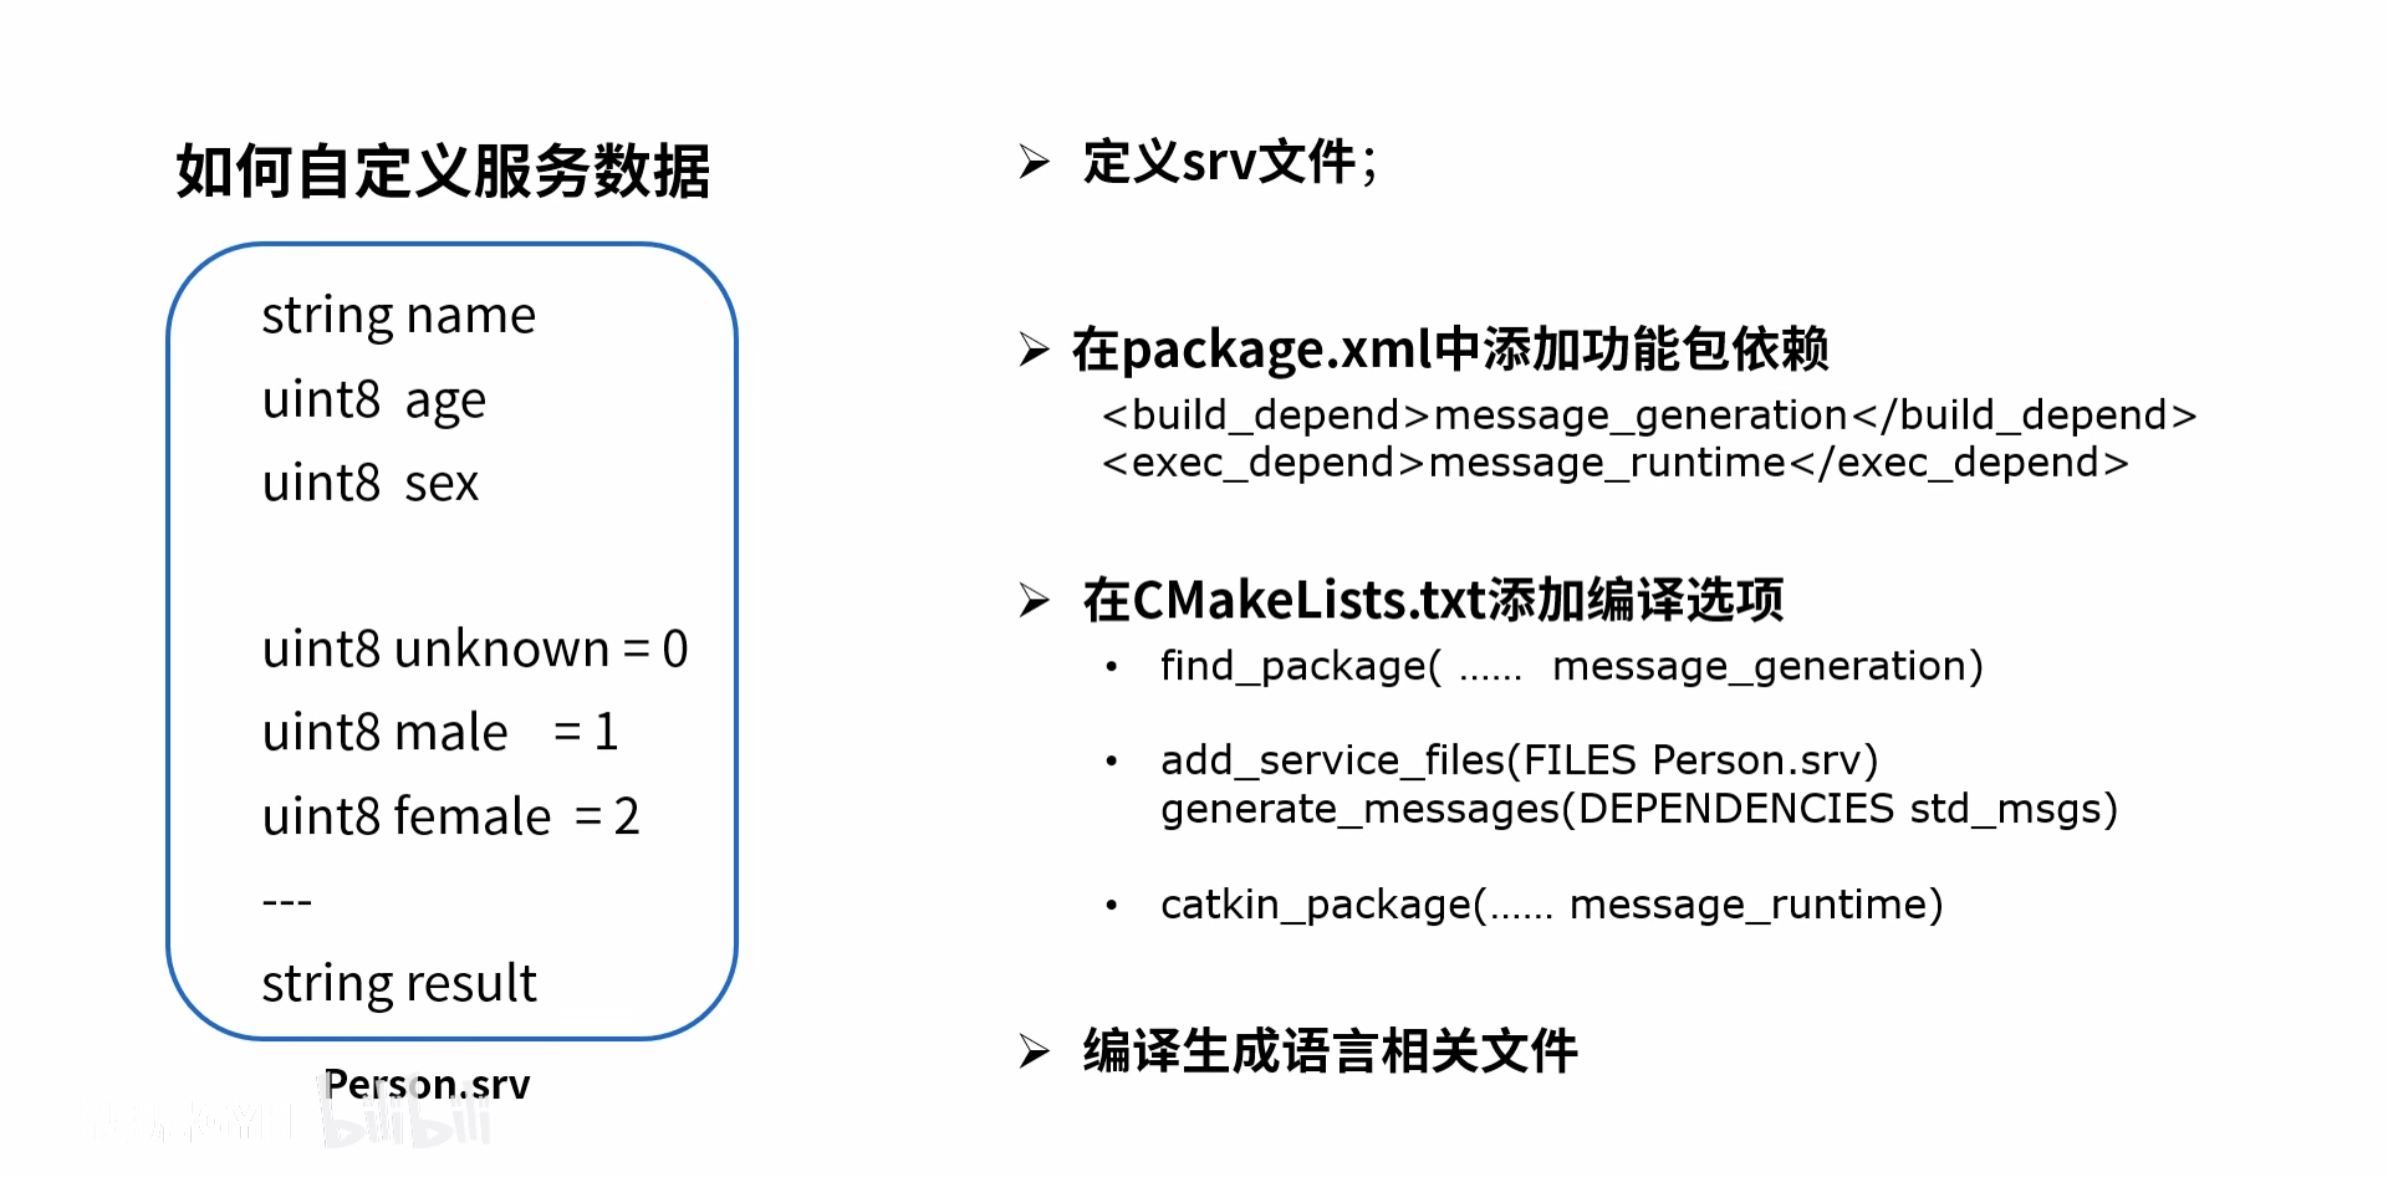 如何自定义服务数据
string name
uint8 age
uint8 sex
uint8 unknown = 0
uint8 male = 1
uint8 female = 2
---
string result
Person.srv
bilibili
➢ 定义srv文件;
➢ 在package.xml中添加功能包依赖
<build_depend>message_generation</build_depend>
<exec_depend>message_runtime</exec_depend>
➢ 在CMakeLists.txt添加编译选项
• find_package( ...... message_generation)
• add_service_files(FILES Person.srv)
generate_messages(DEPENDENCIES std_msgs)
• catkin_package(...... message_runtime)
➢ 编译生成语言相关文件